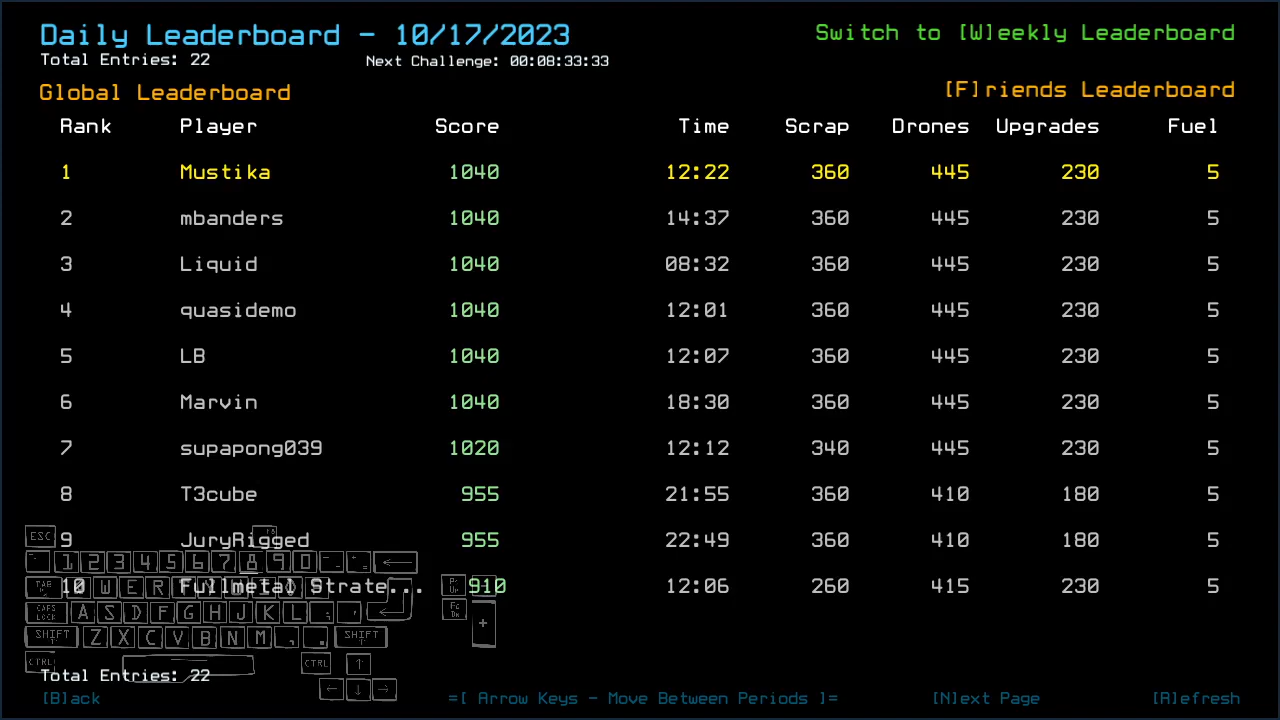 Daily Leaderboard - 10/17/2023 Switch to [W]eekly Leaderboard
Total Entries: 22 Next Challenge: 00:08:33:33
Global Leaderboard [F]riends Leaderboard
Rank Player Score Time Scrap Drones Upgrades Fuel
1 Mustika 1040 12:22 360 445 230 5
2 mbanders 1040 14:37 360 445 230 5
3 Liquid 1040 08:32 360 445 230 5
4 quasidemo 1040 12:01 360 445 230 5
5 LB 1040 12:07 360 445 230 5
6 Marvin 1040 18:30 360 445 230 5
7 supapong039 1020 12:12 340 445 230 5
8 T3cube 955 21:55 360 410 180 5
9 JuryRigged 955 22:49 360 410 180 5
10 Fullmetal Strate... 910 12:06 260 415 230 5
ESC
1 2 3 4 5 6 7 8 9 0
TAB W E R
CAPS LOCK A S D F G H J K L ; '
SHIFT Z X C V B N M , . SHIFT
CTRL CTRL ↑
← ↓ →
+
Total Entries: 22
[B]ack =[ Arrow Keys - Move Between Periods ]= [N]ext Page [R]efresh